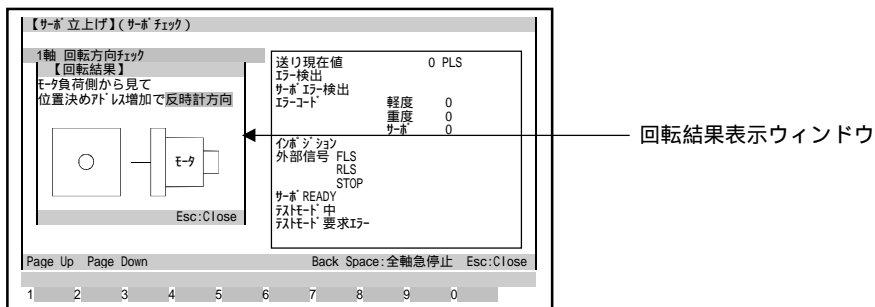 【ｻｰﾎﾞ立上げ】(ｻｰﾎﾞﾁｪｯｸ)
1軸 回転方向ﾁｪｯｸ
【回転結果】
ﾓｰﾀ負荷側から見て
位置決めｱﾄﾞﾚｽ増加で反時計方向
ﾓｰﾀ
Esc:Close
送り現在値 0 PLS
ｴﾗｰ検出
ｻｰﾎﾞｴﾗｰ検出
ｴﾗｰｺｰﾄﾞ 軽度 0
重度 0
ｻｰﾎﾞ 0
ｲﾝﾎﾟｼﾞｼｮﾝ
外部信号 FLS
RLS
STOP
ｻｰﾎﾞREADY
ﾃｽﾄﾓｰﾄﾞ中
ﾃｽﾄﾓｰﾄﾞ要求ｴﾗｰ
回転結果表示ウィンドウ
Page Up Page Down Back Space:全軸急停止 Esc:Close
1 2 3 4 5 6 7 8 9 0